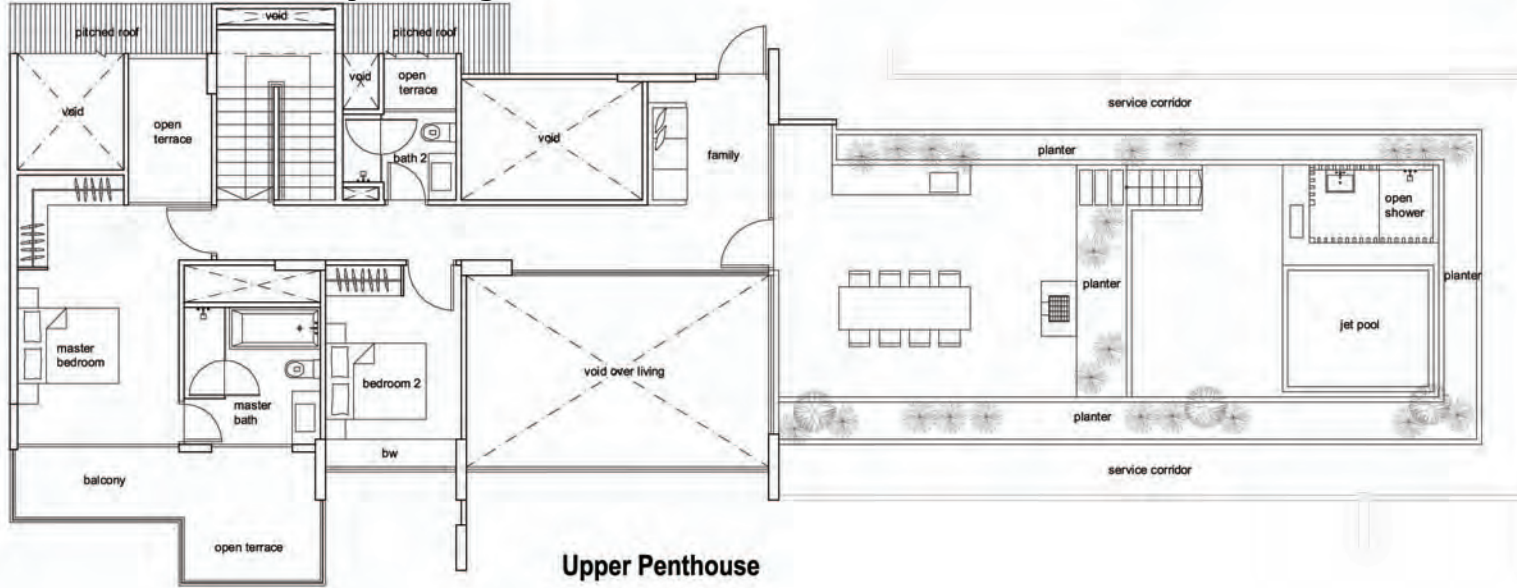 void
pitched roof
pitched roof
void
open
terrace
void
open
terrace
bath 2
void
family
service corridor
planter
open
shower
planter
planter
jet pool
master
bedroom
master
bath
bedroom 2
void over living
planter
bw
balcony
open terrace
service corridor
Upper Penthouse